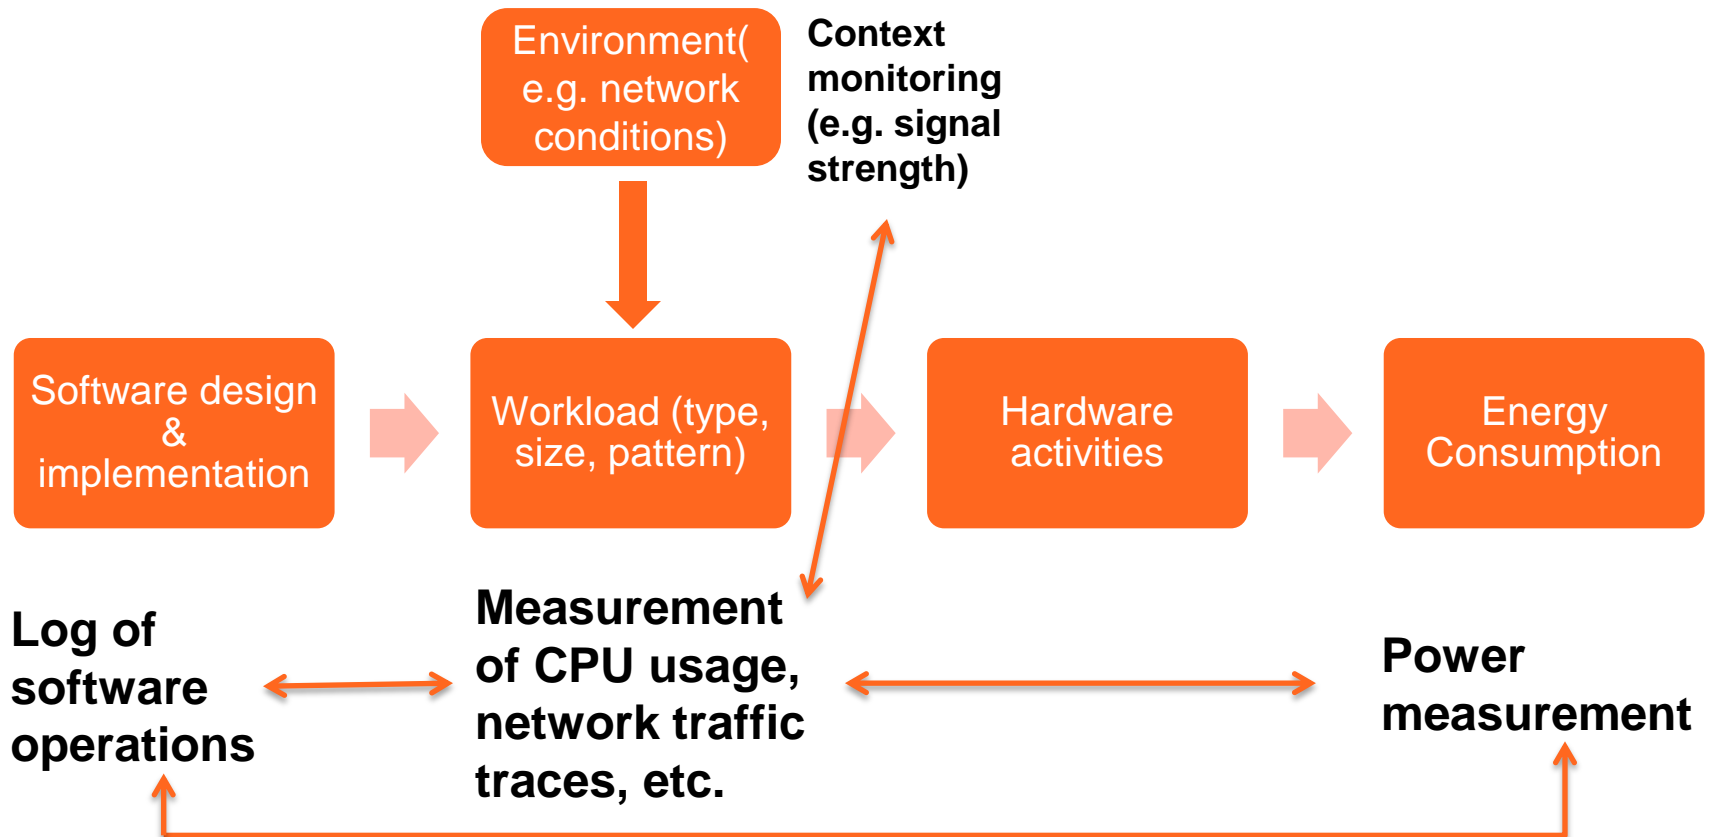 Environment(
e.g. network
conditions)
Context
monitoring
(e.g. signal
strength)
Software design
&
implementation
Workload (type,
size, pattern)
Hardware
activities
Energy
Consumption
Log of
software
operations
Measurement
of CPU usage,
network traffic
traces, etc.
Power
measurement